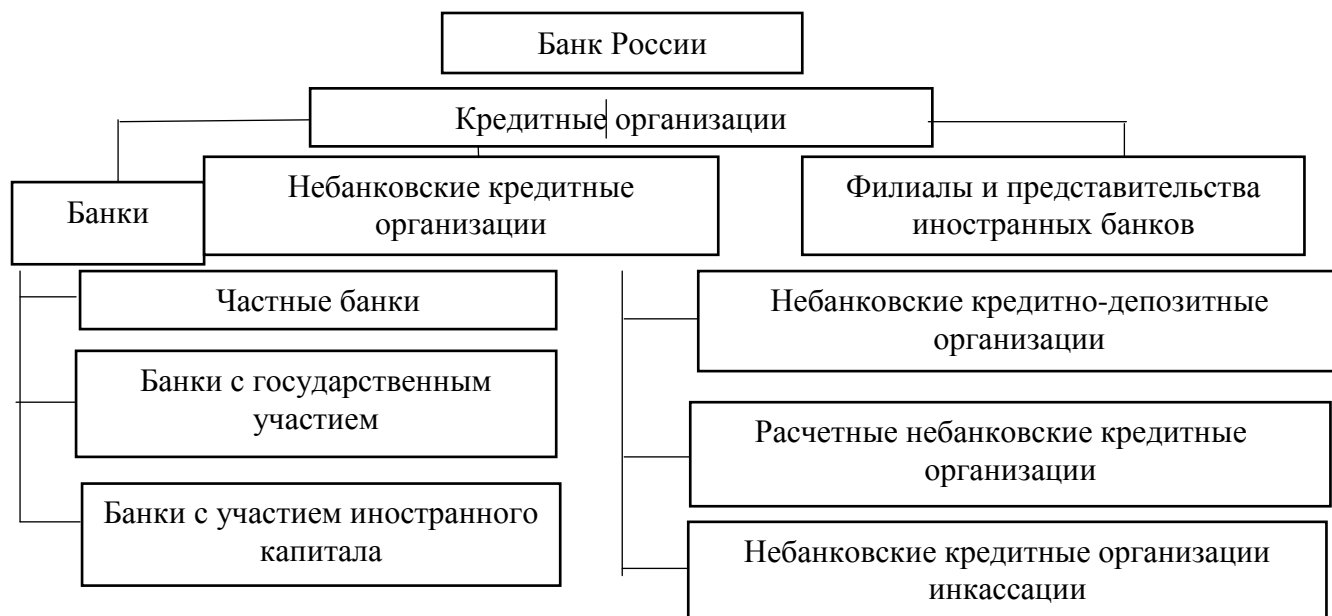 Банк России
Кредитные организации
Банки
Небанковские кредитные
организации
Филиалы и представительства
иностранных банков
Частные банки
Банки с государственным
участием
Банки с участием иностранного
капитала
Небанковские кредитно-депозитные
организации
Расчетные небанковские кредитные
организации
Небанковские кредитные организации
инкассации